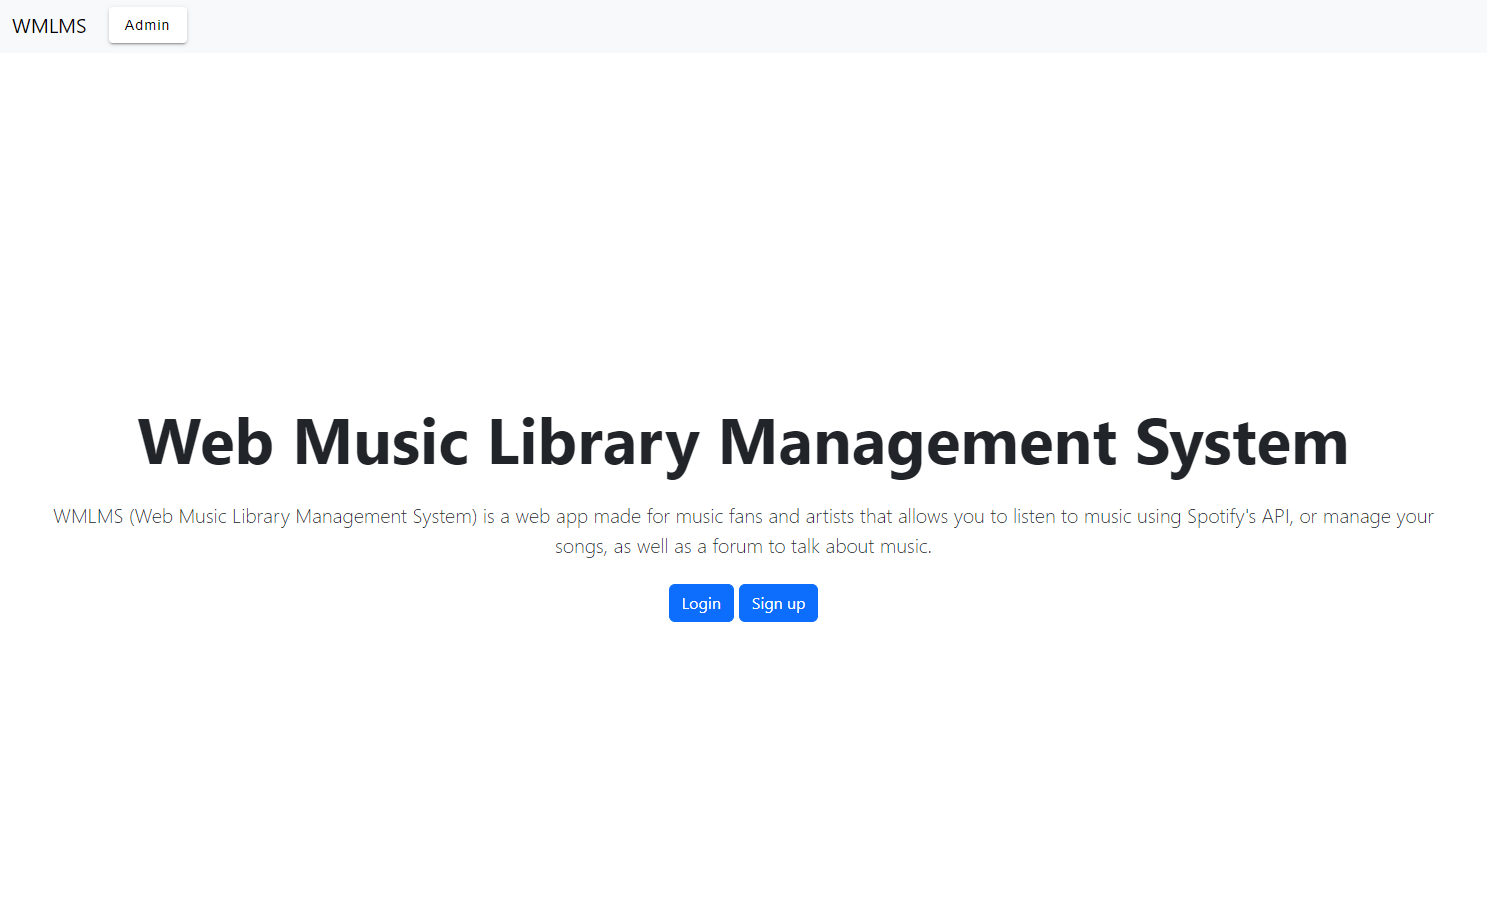 WMLMS
Admin
Web Music Library Management System
WMLMS (Web Music Library Management System) is a web app made for music fans and artists that allows you to listen to music using Spotify's API, or manage your
songs, as well as a forum to talk about music.
Login
Sign up